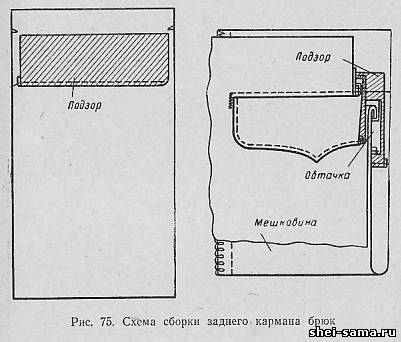 Подзор
Подзор
Обтачка
Мешковина
Рис. 75. Схема сборки заднего кармана брюк
shei-sama.ru